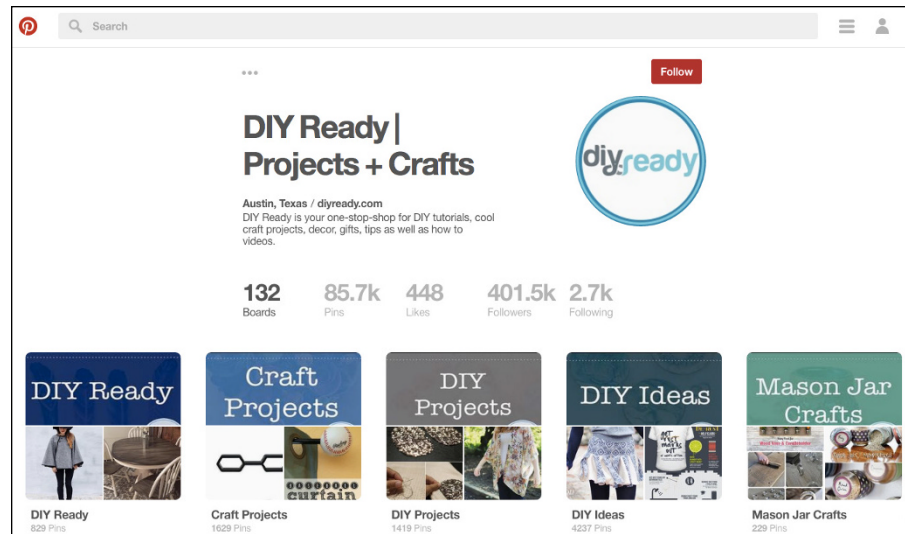 Search
Follow
DIY Ready |
Projects + Crafts
diy.ready
Austin, Texas / diyready.com
DIY Ready is your one-stop-shop for DIY tutorials, cool
craft projects, decor, gifts, tips as well as how to
videos.
132 85.7k 448 401.5k 2.7k
Boards Pins Likes Followers Following
DIY Ready
Craft
Projects
curtain
DIY
Projects
DIY Ideas
Mason Jar
Crafts
DIY Ready
829 Pins
Craft Projects
1629 Pins
DIY Projects
1419 Pins
DIY Ideas
4237 Pins
Mason Jar Crafts
229 Pins